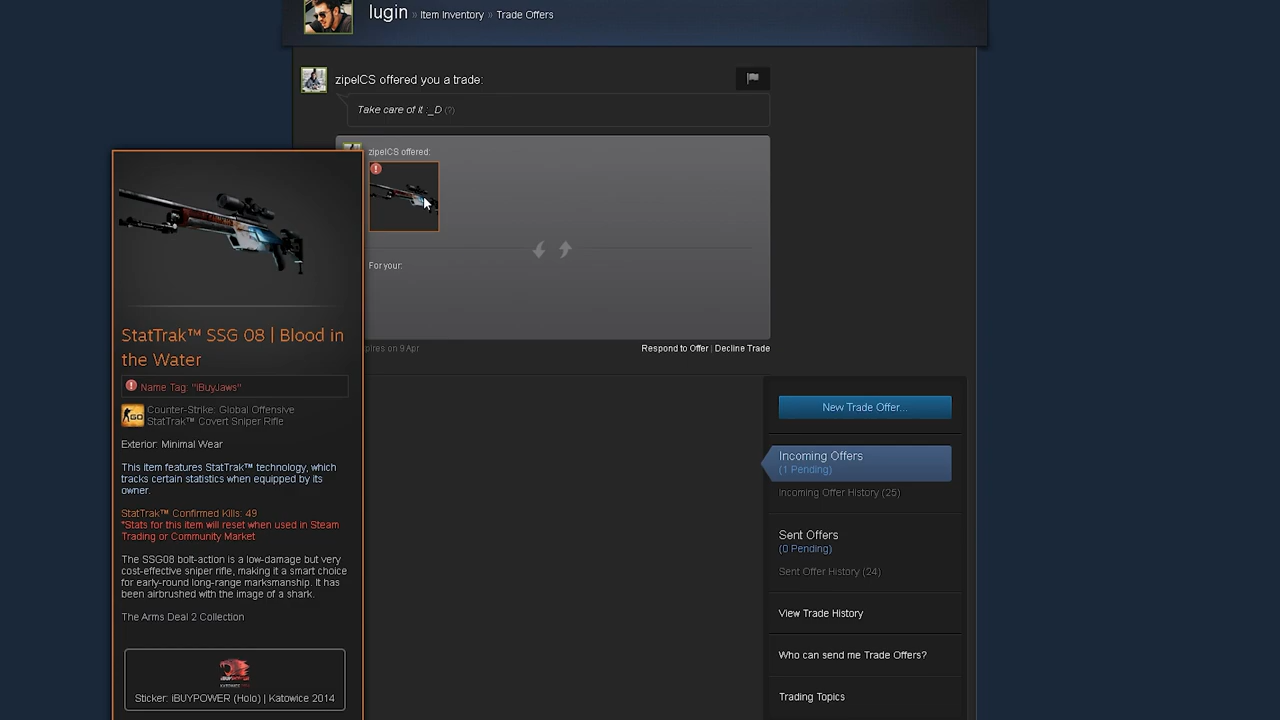 lugin » Item Inventory » Trade Offers
zipelCS offered you a trade:
Take care of it :_D (?)
zipelCS offered:
For your:
pires on 9 Apr
Respond to Offer | Decline Trade
StatTrak™ SSG 08 | Blood in
the Water
Name Tag: "iBuyJaws"
Counter-Strike: Global Offensive
StatTrak™ Covert Sniper Rifle
Exterior: Minimal Wear
This item features StatTrak™ technology, which
tracks certain statistics when equipped by its
owner.
StatTrak™ Confirmed Kills: 49
*Stats for this item will reset when used in Steam
Trading or Community Market
The SSG08 bolt-action is a low-damage but very
cost-effective sniper rifle, making it a smart choice
for early-round long-range marksmanship. It has
been airbrushed with the image of a shark.
The Arms Deal 2 Collection
Sticker: iBUYPOWER (Holo) | Katowice 2014
New Trade Offer...
Incoming Offers
(1 Pending)
Incoming Offer History (25)
Sent Offers
(0 Pending)
Sent Offer History (24)
View Trade History
Who can send me Trade Offers?
Trading Topics